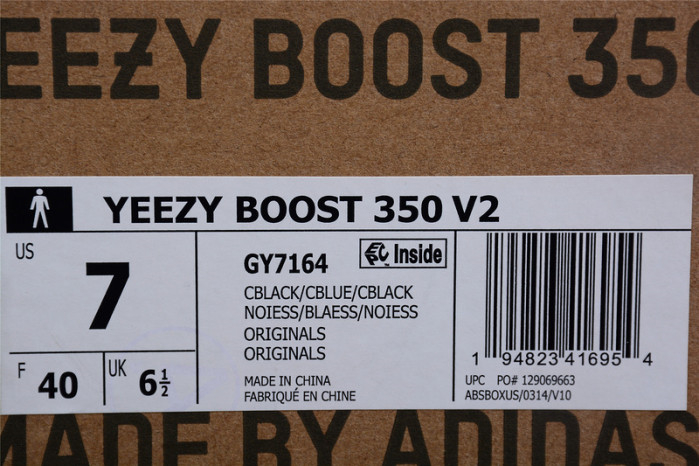 EEZY BOOST 350
YEEZY BOOST 350 V2
US
7
F
40
UK
6½
GY7164
Inside
CBLACK/CBLUE/CBLACK
NOIESS/BLAESS/NOIESS
ORIGINALS
ORIGINALS
MADE IN CHINA
FABRIQUÉ EN CHINE
1 94823 41695 4
UPC PO# 129069663
ABSBOXUS/0314/V10
MADE BY ADIDAS